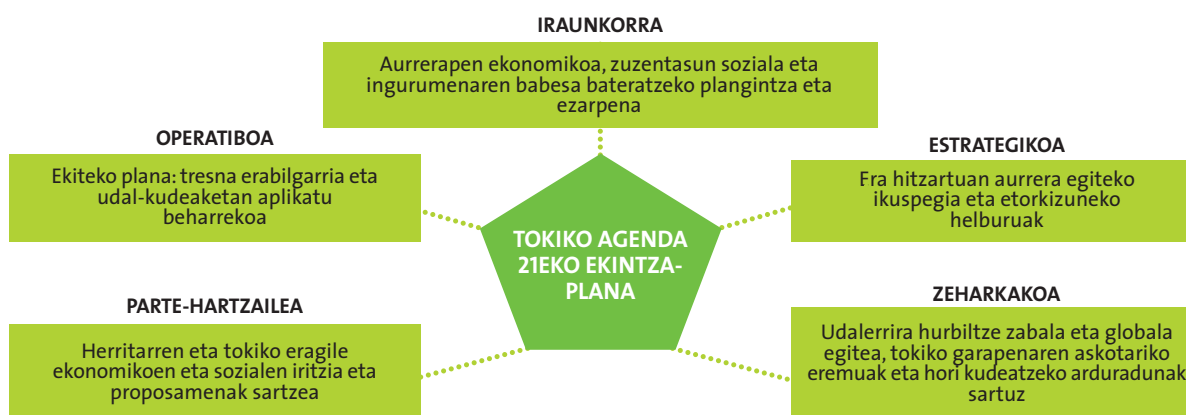 IRAUNKORRA
Aurrerapen ekonomikoa, zuzentasun soziala eta
ingurumenaren babesa bateratzeko plangintza eta
ezarpena
OPERATIBOA
Ekiteko plana: tresna erabilgarria eta
udal-kudeaketan aplikatu
beharrekoa
ESTRATEGIKOA
Fra hitzartuan aurrera egiteko
ikuspegia eta etorkizuneko
helburuak
TOKIKO AGENDA
21EKO EKINTZA-
PLANA
PARTE-HARTZAILEA
Herritarren eta tokiko eragile
ekonomikoen eta sozialen iritzia eta
proposamenak sartzea
ZEHARKAKOA
Udalerrira hurbiltze zabala eta globala
egitea, tokiko garapenaren askotariko
eremuak eta hori kudeatzeko arduradunak
sartuz